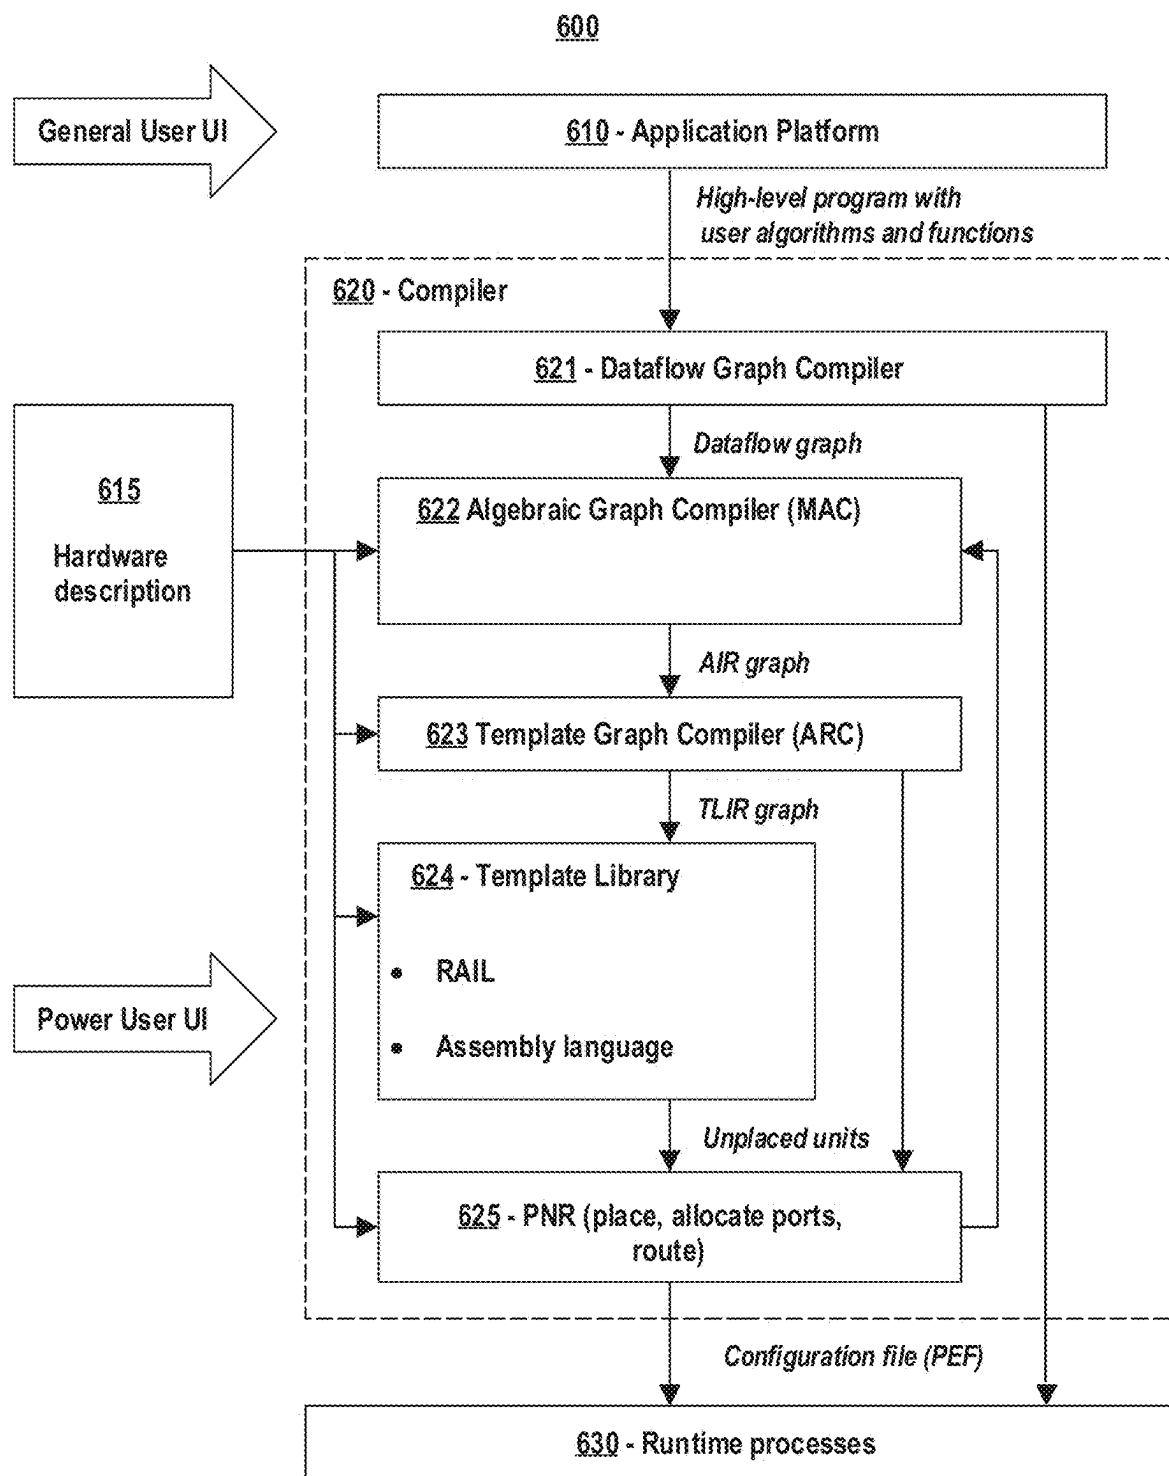 600
General User UI
610 - Application Platform
High-level program with
user algorithms and functions
620 - Compiler
621 - Dataflow Graph Compiler
Dataflow graph
615
Hardware
description
622 Algebraic Graph Compiler (MAC)
AIR graph
623 Template Graph Compiler (ARC)
TLIR graph
624 - Template Library
• RAIL
Power User UI
• Assembly language
Unplaced units
625 - PNR (place, allocate ports,
route)
Configuration file (PEF)
630 - Runtime processes